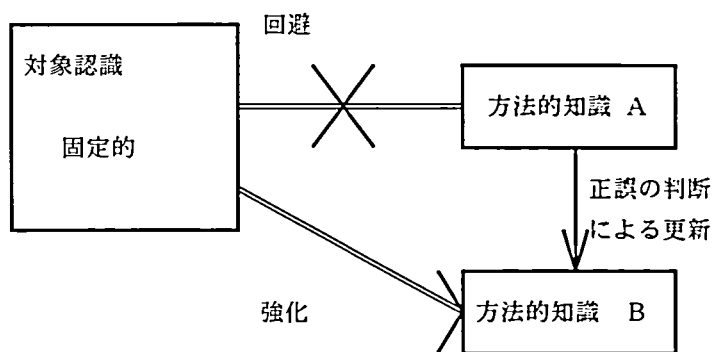 回避
対象認識
固定的
方法的知識 A
正誤の判断
による更新
強化
方法的知識 B